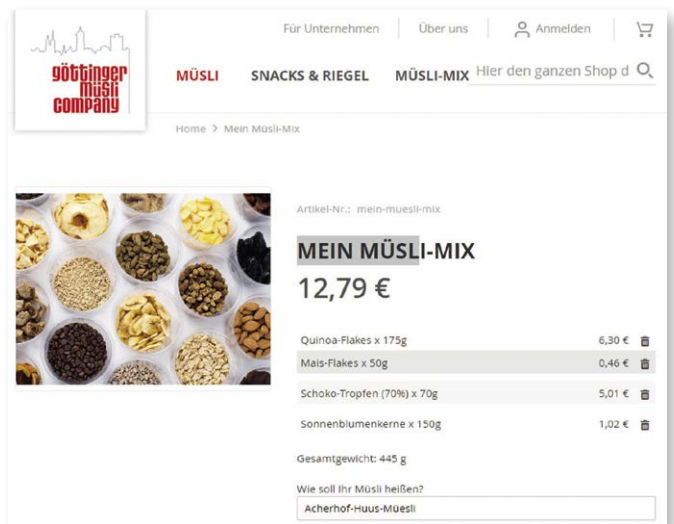 Für Unternehmen Über uns Anmelden
göttinger
müsli
company
MÜSLI SNACKS & RIEGEL MÜSLI-MIX Hier den ganzen Shop d
Home > Mein Müsli-Mix
Artikel-Nr.: mein-muesli-mix
MEIN MÜSLI-MIX
12,79 €
Quinoa-Flakes x 175g 6,30 €
Mais-Flakes x 50g 0,46 €
Schoko-Tropfen (70%) x 70g 5,01 €
Sonnenblumenkerne x 150g 1,02 €
Gesamtgewicht: 445 g
Wie soll Ihr Müsli heißen?
Acherhof-Huus-Müesli